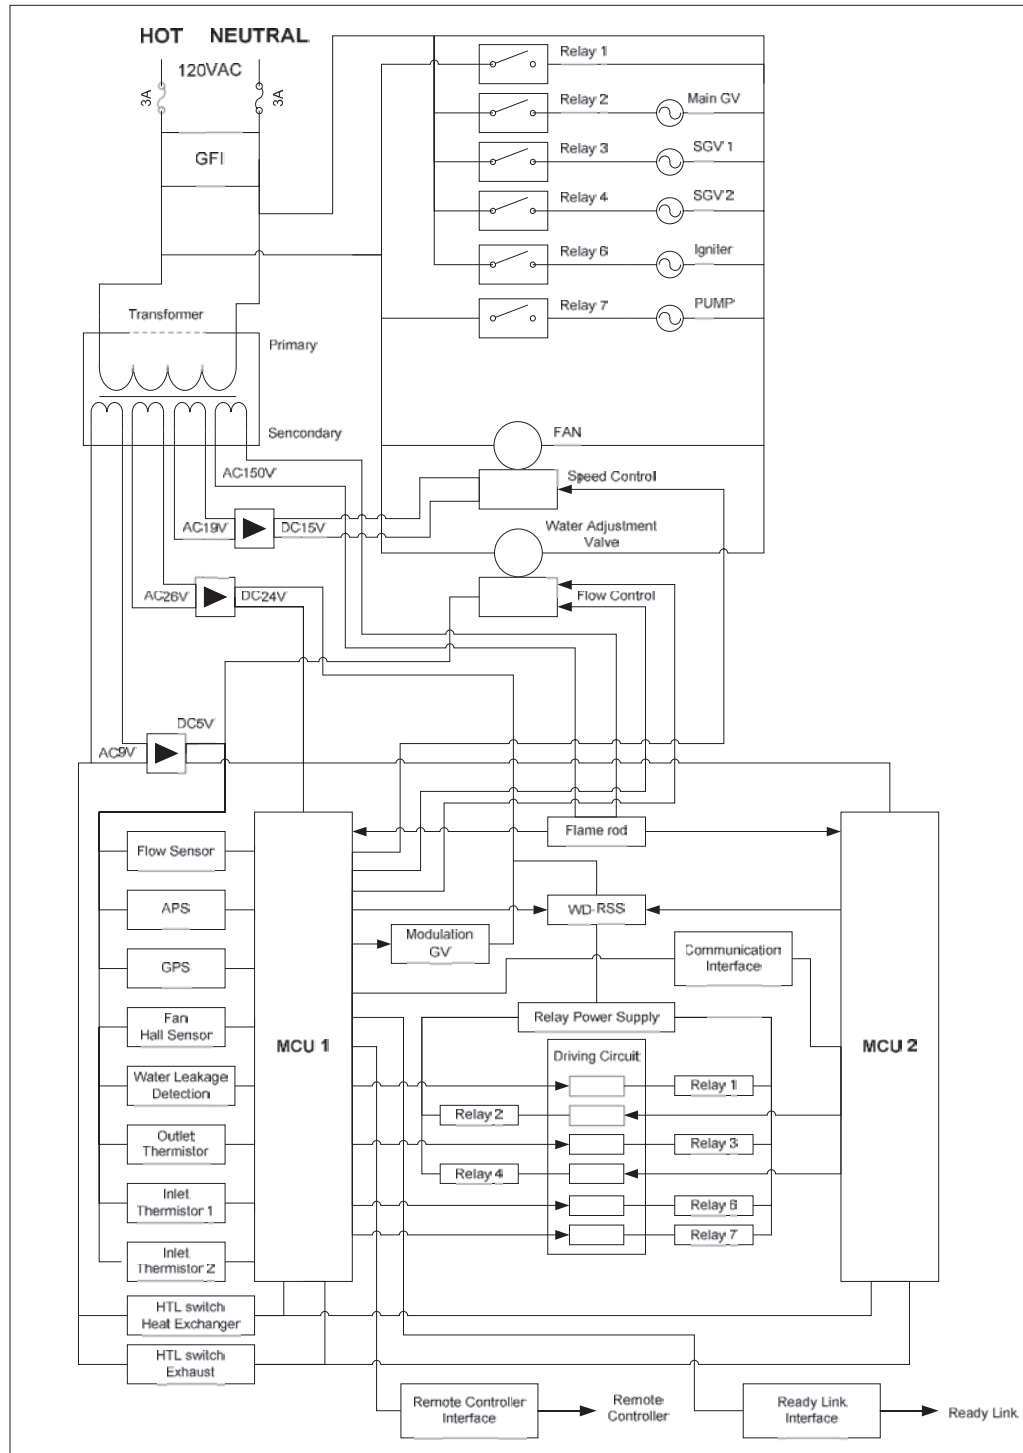 HOT NEUTRAL
120VAC
3A
3A
GFI
Relay 1
Relay 2
Main GV
Relay 3
SGV 1
Relay 4
SGV 2
Relay 6
Igniter
Relay 7
PUMP
Transformer
Primary
Sencondary
FAN
AC150V
Speed Control
AC19V
DC15V
Water Adjustment
Valve
AC26V
DC24V
Flow Control
DC5V
AC9V
Flame rod
Flow Sensor
APS
WD-RSS
Modulation
GV
Communication
Interface
GPS
Fan
Hall Sensor
Relay Power Supply
MCU 1
MCU 2
Driving Circuit
Water Leakage
Detection
Relay 1
Relay 2
Outlet
Thermistor
Relay 3
Relay 4
Inlet
Thermistor 1
Relay 6
Relay 7
Inlet
Thermistor 2
HTL switch
Heat Exchanger
HTL switch
Exhaust
Remote Controller
Interface
Remote
Controller
Ready Link
Interface
Ready Link